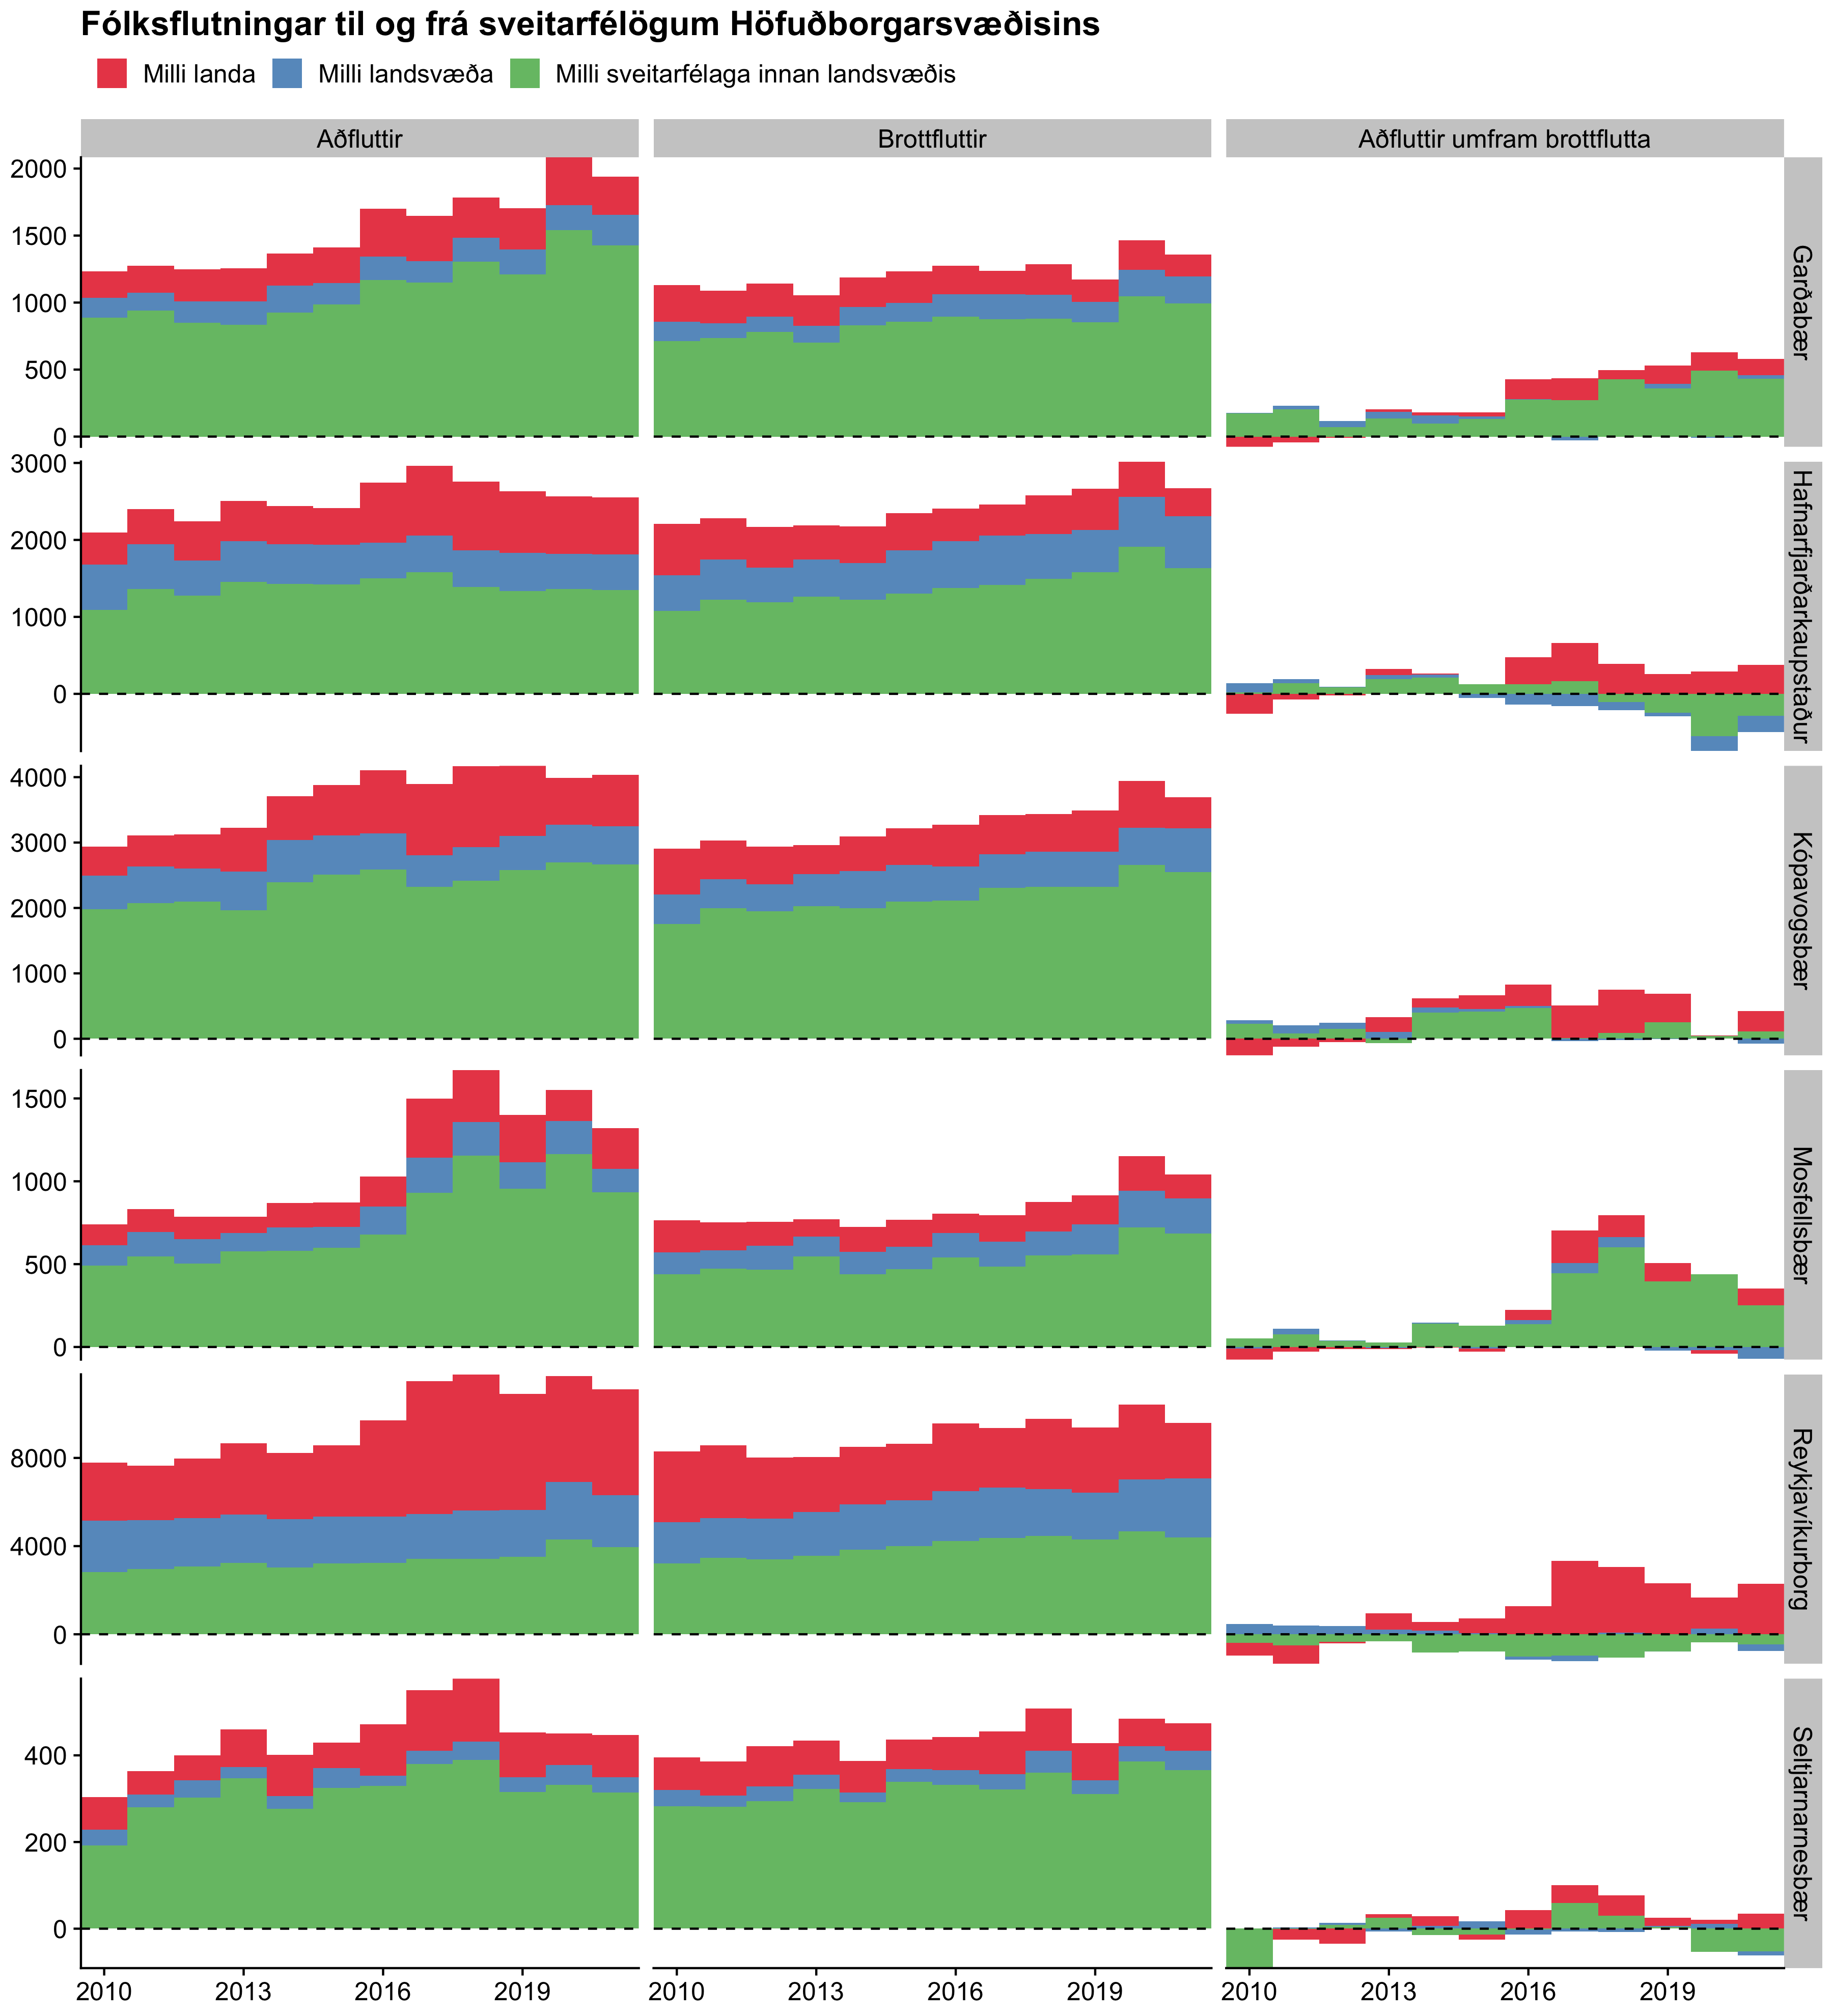 Fólksflutningar til og frá sveitarfélögum Höfuðborgarsvæðisins
Milli landa Milli landsvæða Milli sveitarfélaga innan landsvæðis
Aðfluttir Brottfluttir Aðfluttir umfram brottflutta
2000
1500
1000
500
0
Garðabær
3000
2000
1000
0
Hafnarfjarðarkaupstaður
4000
3000
2000
1000
0
Kópavogsbær
1500
1000
500
0
Mosfellsbær
8000
4000
0
Reykjavíkurborg
400
200
0
Seltjarnarnesbær
2010 2013 2016 2019 2010 2013 2016 2019 2010 2013 2016 2019